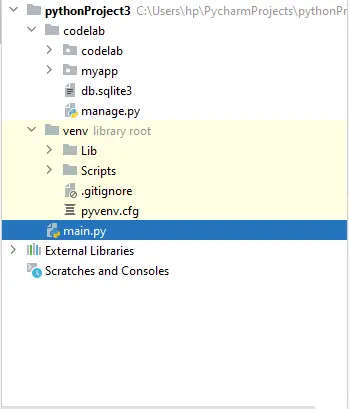 pythonProject3 C:\Users\hp\PycharmProjects\pythonPr
codelab
codelab
myapp
db.sqlite3
manage.py
venv library root
Lib
Scripts
.gitignore
pyvenv.cfg
main.py
External Libraries
Scratches and Consoles